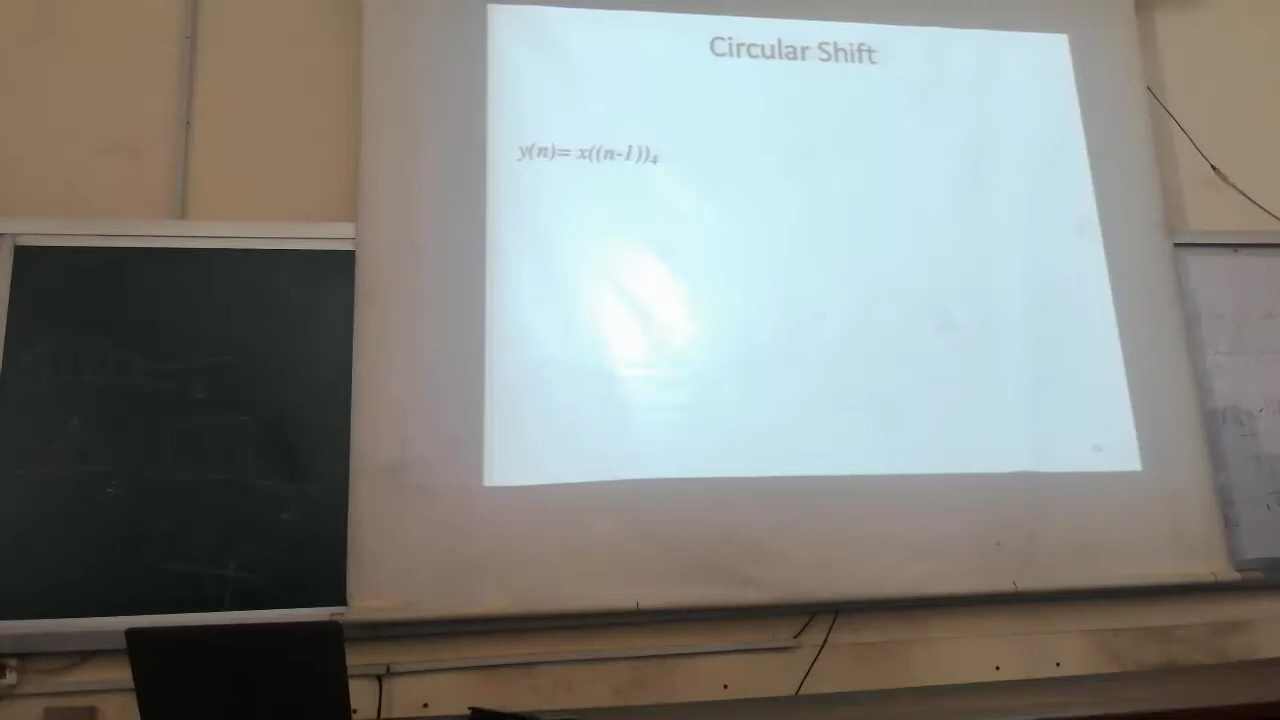 Circular Shift
y(n)= x((n-1))₄